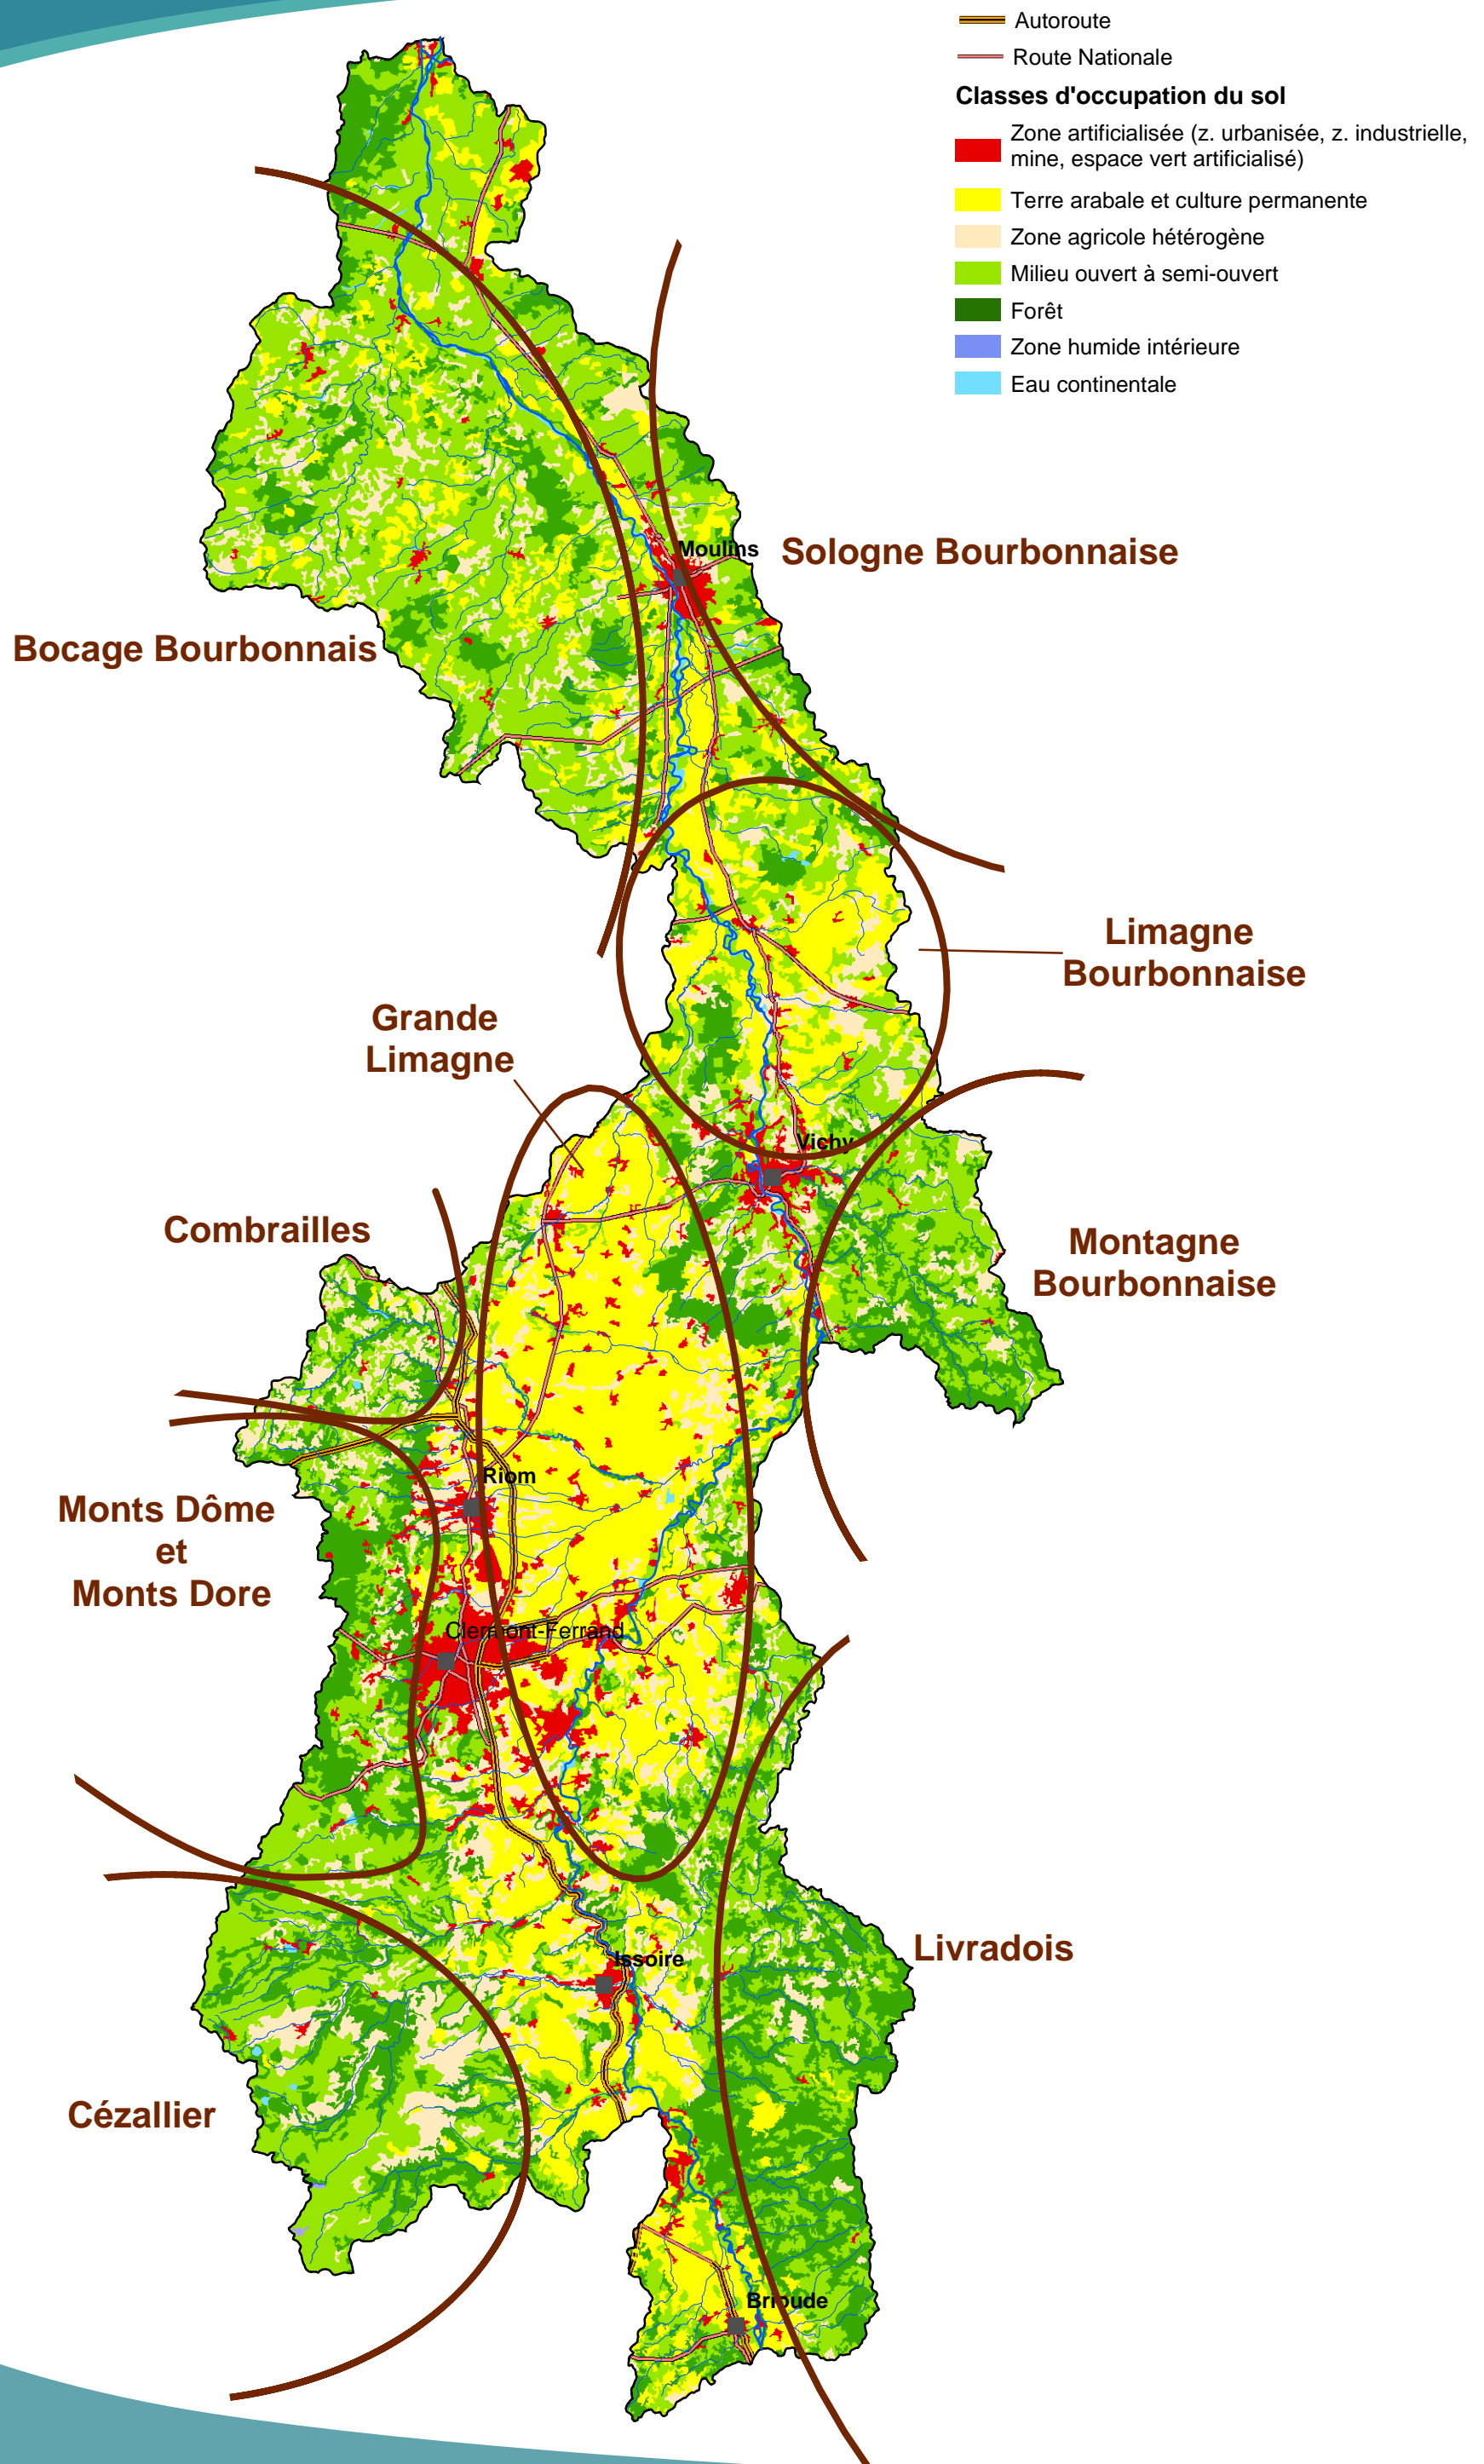 Autoroute
Route Nationale
Classes d'occupation du sol
Zone artificialisée (z. urbanisée, z. industrielle,
mine, espace vert artificialisé)
Terre arabale et culture permanente
Zone agricole hétérogène
Milieu ouvert à semi-ouvert
Forêt
Zone humide intérieure
Eau continentale
Moulins
Sologne Bourbonnaise
Bocage Bourbonnais
Limagne
Bourbonnaise
Grande
Limagne
Vichy
Combrailles
Montagne
Bourbonnaise
Riom
Monts Dôme
et
Monts Dore
Clermont-Ferrand
Livradois
Issoire
Cézallier
Brioude